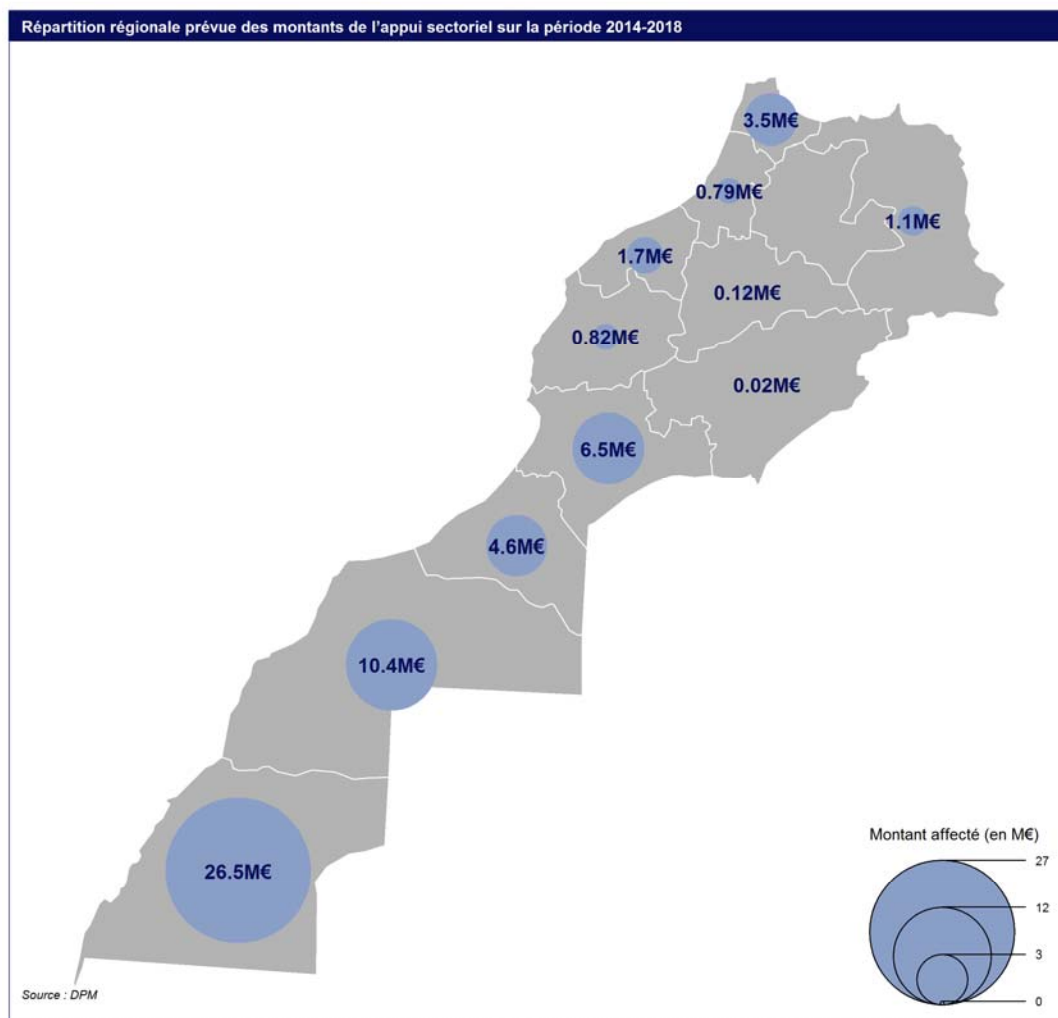 Répartition régionale prévue des montants de l'appui sectoriel sur la période 2014-2018
3.5M€
0.79M€
1.1M€
1.7M€
0.12M€
0.82M€
0.02M€
6.5M€
4.6M€
10.4M€
26.5M€
Montant affecté (en M€)
27
12
3
0
Source : DPM